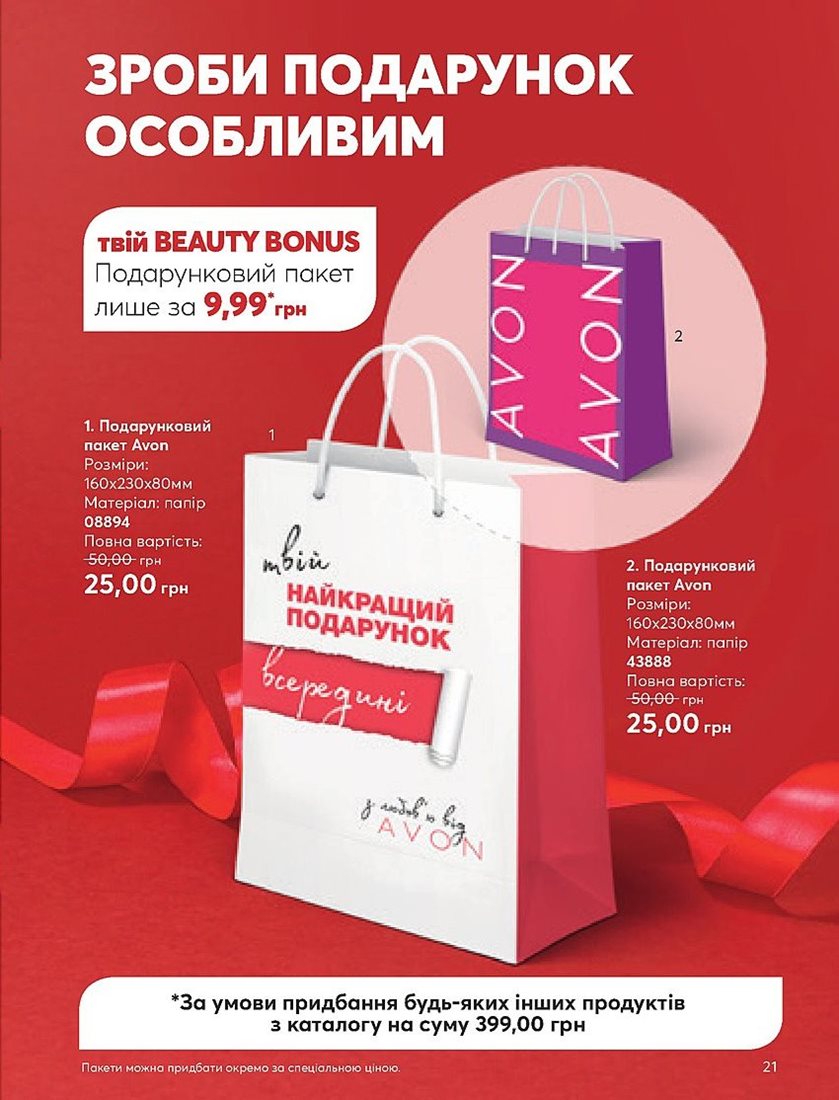 ЗРОБИ ПОДАРУНОК
ОСОБЛИВИМ
твій BEAUTY BONUS
Подарунковий пакет
лише за 9,99* грн
AVON
AVON
2
1. Подарунковий
пакет Avon
Розміри:
160х230х80мм
Матеріал: папір
08894
Повна вартість:
50,00 грн
25,00 грн
1
твій
НАЙКРАЩИЙ
ПОДАРУНОК
всередині
з любов'ю від
AVON
2. Подарунковий
пакет Avon
Розміри:
160х230х80мм
Матеріал: папір
43888
Повна вартість:
50,00 грн
25,00 грн
*За умови придбання будь-яких інших продуктів
з каталогу на суму 399,00 грн
Пакети можна придбати окремо за спеціальною ціною.
21